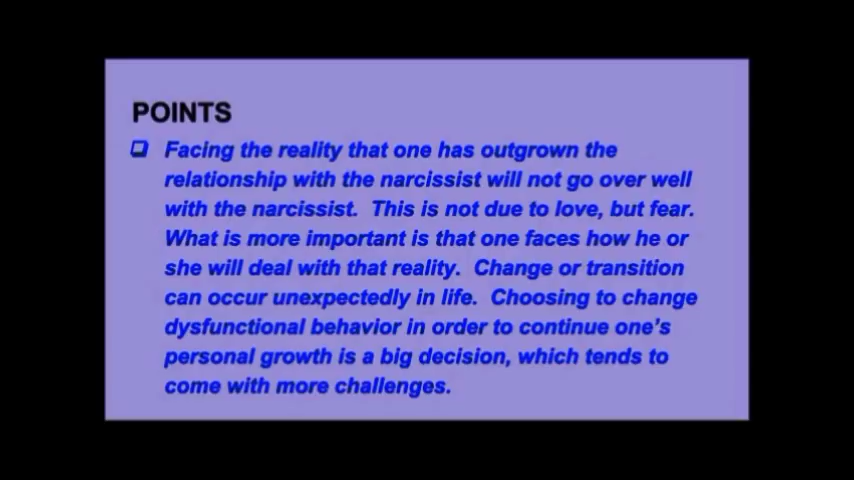 POINTS
❑ Facing the reality that one has outgrown the
relationship with the narcissist will not go over well
with the narcissist.  This is not due to love, but fear.
What is more important is that one faces how he or
she will deal with that reality.  Change or transition
can occur unexpectedly in life.  Choosing to change
dysfunctional behavior in order to continue one's
personal growth is a big decision, which tends to
come with more challenges.